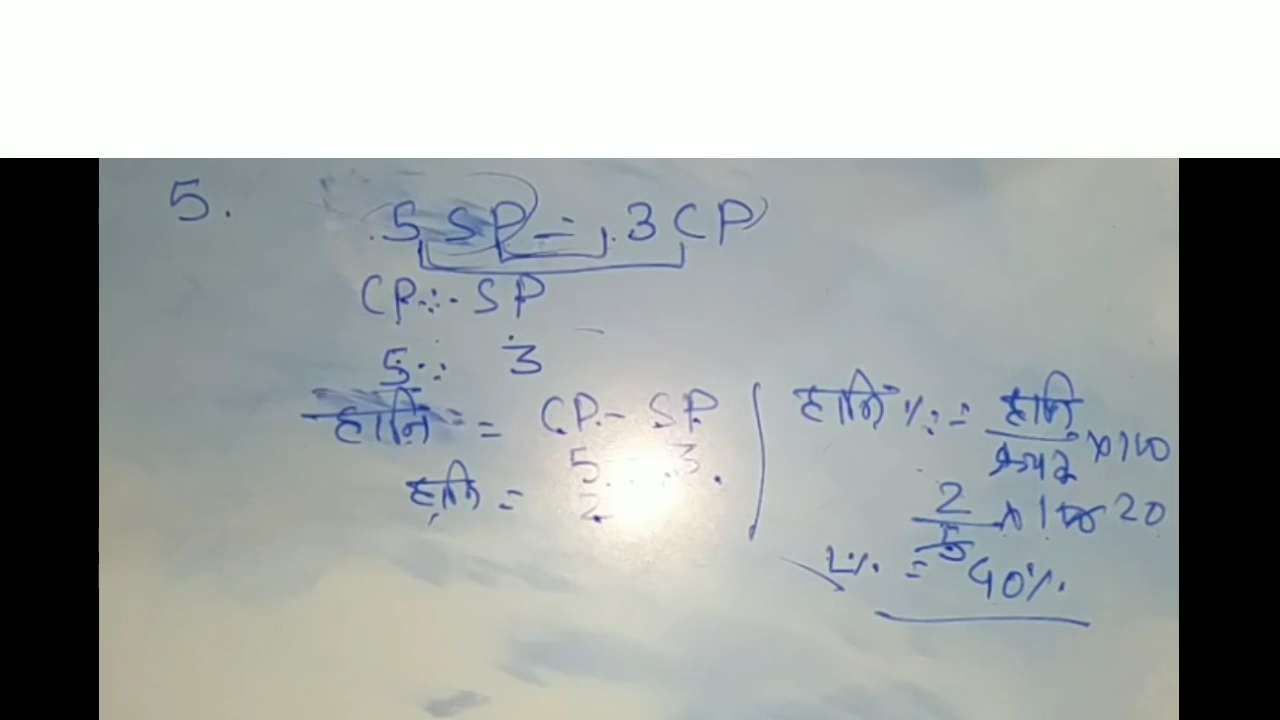 5. 5 SP = 3 CP
CP : SP
5 : 3
हानि = CP - SP
5 3
हानि = 2
हानि % = हानि / क्रय मू × 100
2 / 5 × 100 20
L% = 40%